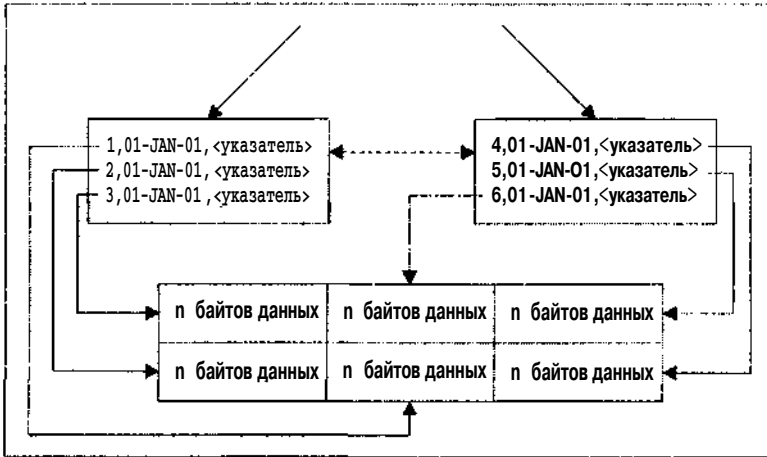 1,01-JAN-01,<указатель>
2,01-JAN-01,<указатель>
3,01-JAN-01,<указатель>
4,01-JAN-01,<указатель>
5,01-JAN-01,<указатель>
6,01-JAN-01,<указатель>
n байтов данных n байтов данных n байтов данных
n байтов данных n байтов данных n байтов данных